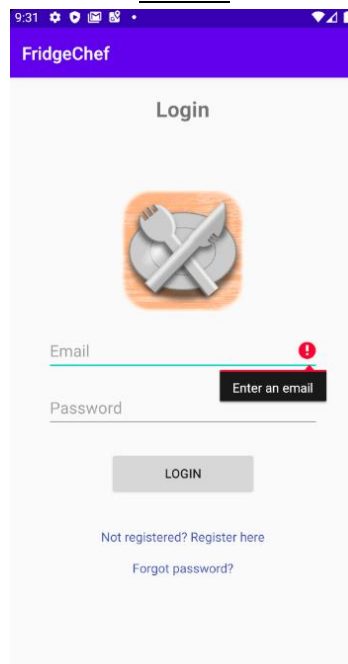 9:31
FridgeChef
Login
Email
Enter an email
Password
LOGIN
Not registered? Register here
Forgot password?